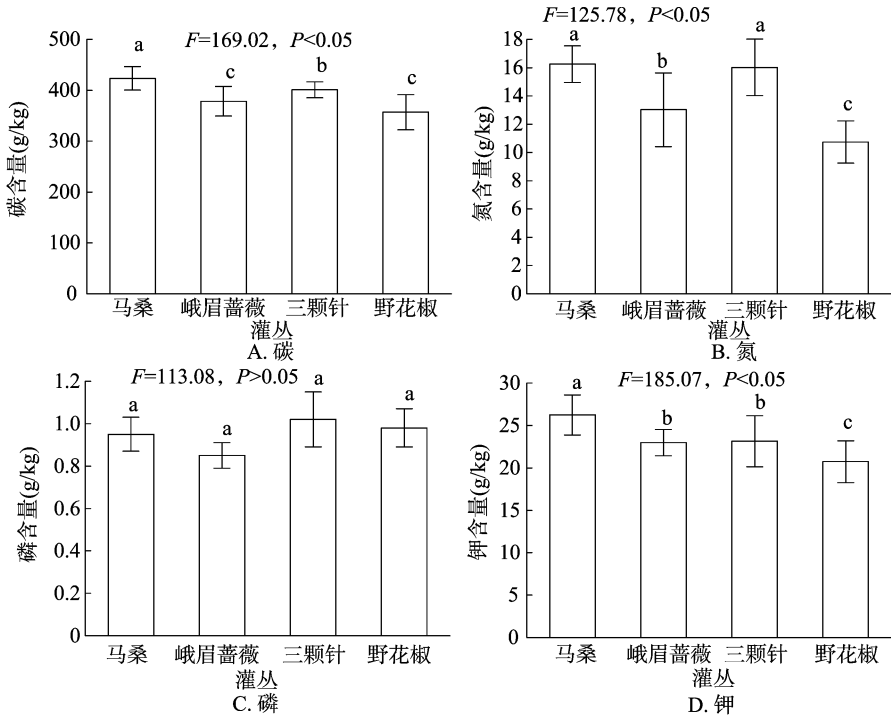 F=169.02，P<0.05
碳含量(g/kg)
500
400
300
200
100
0
a
c
b
c
马桑 峨眉蔷薇 三颗针 野花椒
灌丛
A. 碳
F=125.78，P<0.05
氮含量(g/kg)
18
16
14
12
10
8
6
4
2
0
a
b
a
c
马桑 峨眉蔷薇 三颗针 野花椒
灌丛
B. 氮
F=113.08，P>0.05
磷含量(g/kg)
1.2
1.0
0.8
0.6
0.4
0.2
0
a
a
a
a
马桑 峨眉蔷薇 三颗针 野花椒
灌丛
C. 磷
F=185.07，P<0.05
钾含量(g/kg)
30
25
20
15
10
5
0
a
b
b
c
马桑 峨眉蔷薇 三颗针 野花椒
灌丛
D. 钾